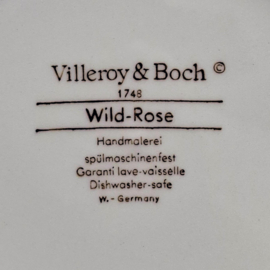 Villeroy & Boch ©
1748
Wild-Rose
Handmalerei
spülmaschinenfest
Garanti lave-vaisselle
Dishwasher-safe
W.- Germany